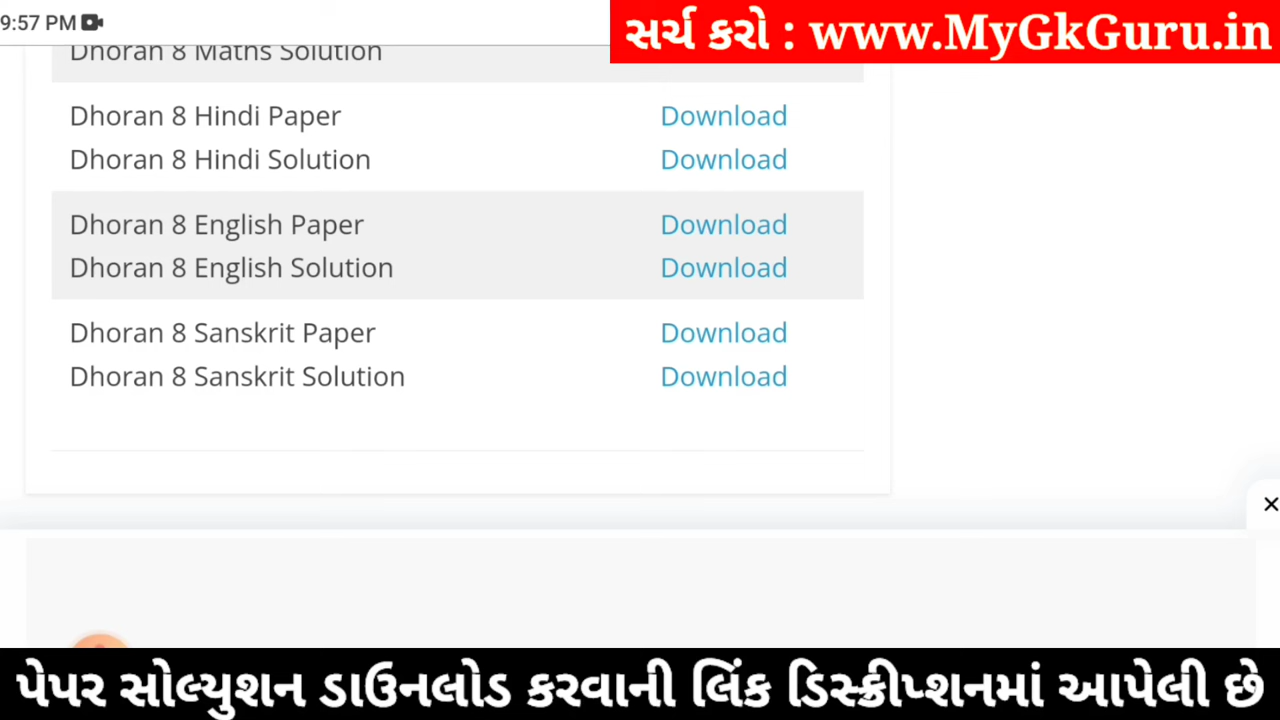 9:57 PM
સર્ચ કરો : www.MyGkGuru.in
Dhoran 8 Maths Solution
Dhoran 8 Hindi Paper Download
Dhoran 8 Hindi Solution Download
Dhoran 8 English Paper Download
Dhoran 8 English Solution Download
Dhoran 8 Sanskrit Paper Download
Dhoran 8 Sanskrit Solution Download
પેપર સોલ્યુશન ડાઉનલોડ કરવાની લિંક ડિસ્ક્રીપ્શનમાં આપેલી છે